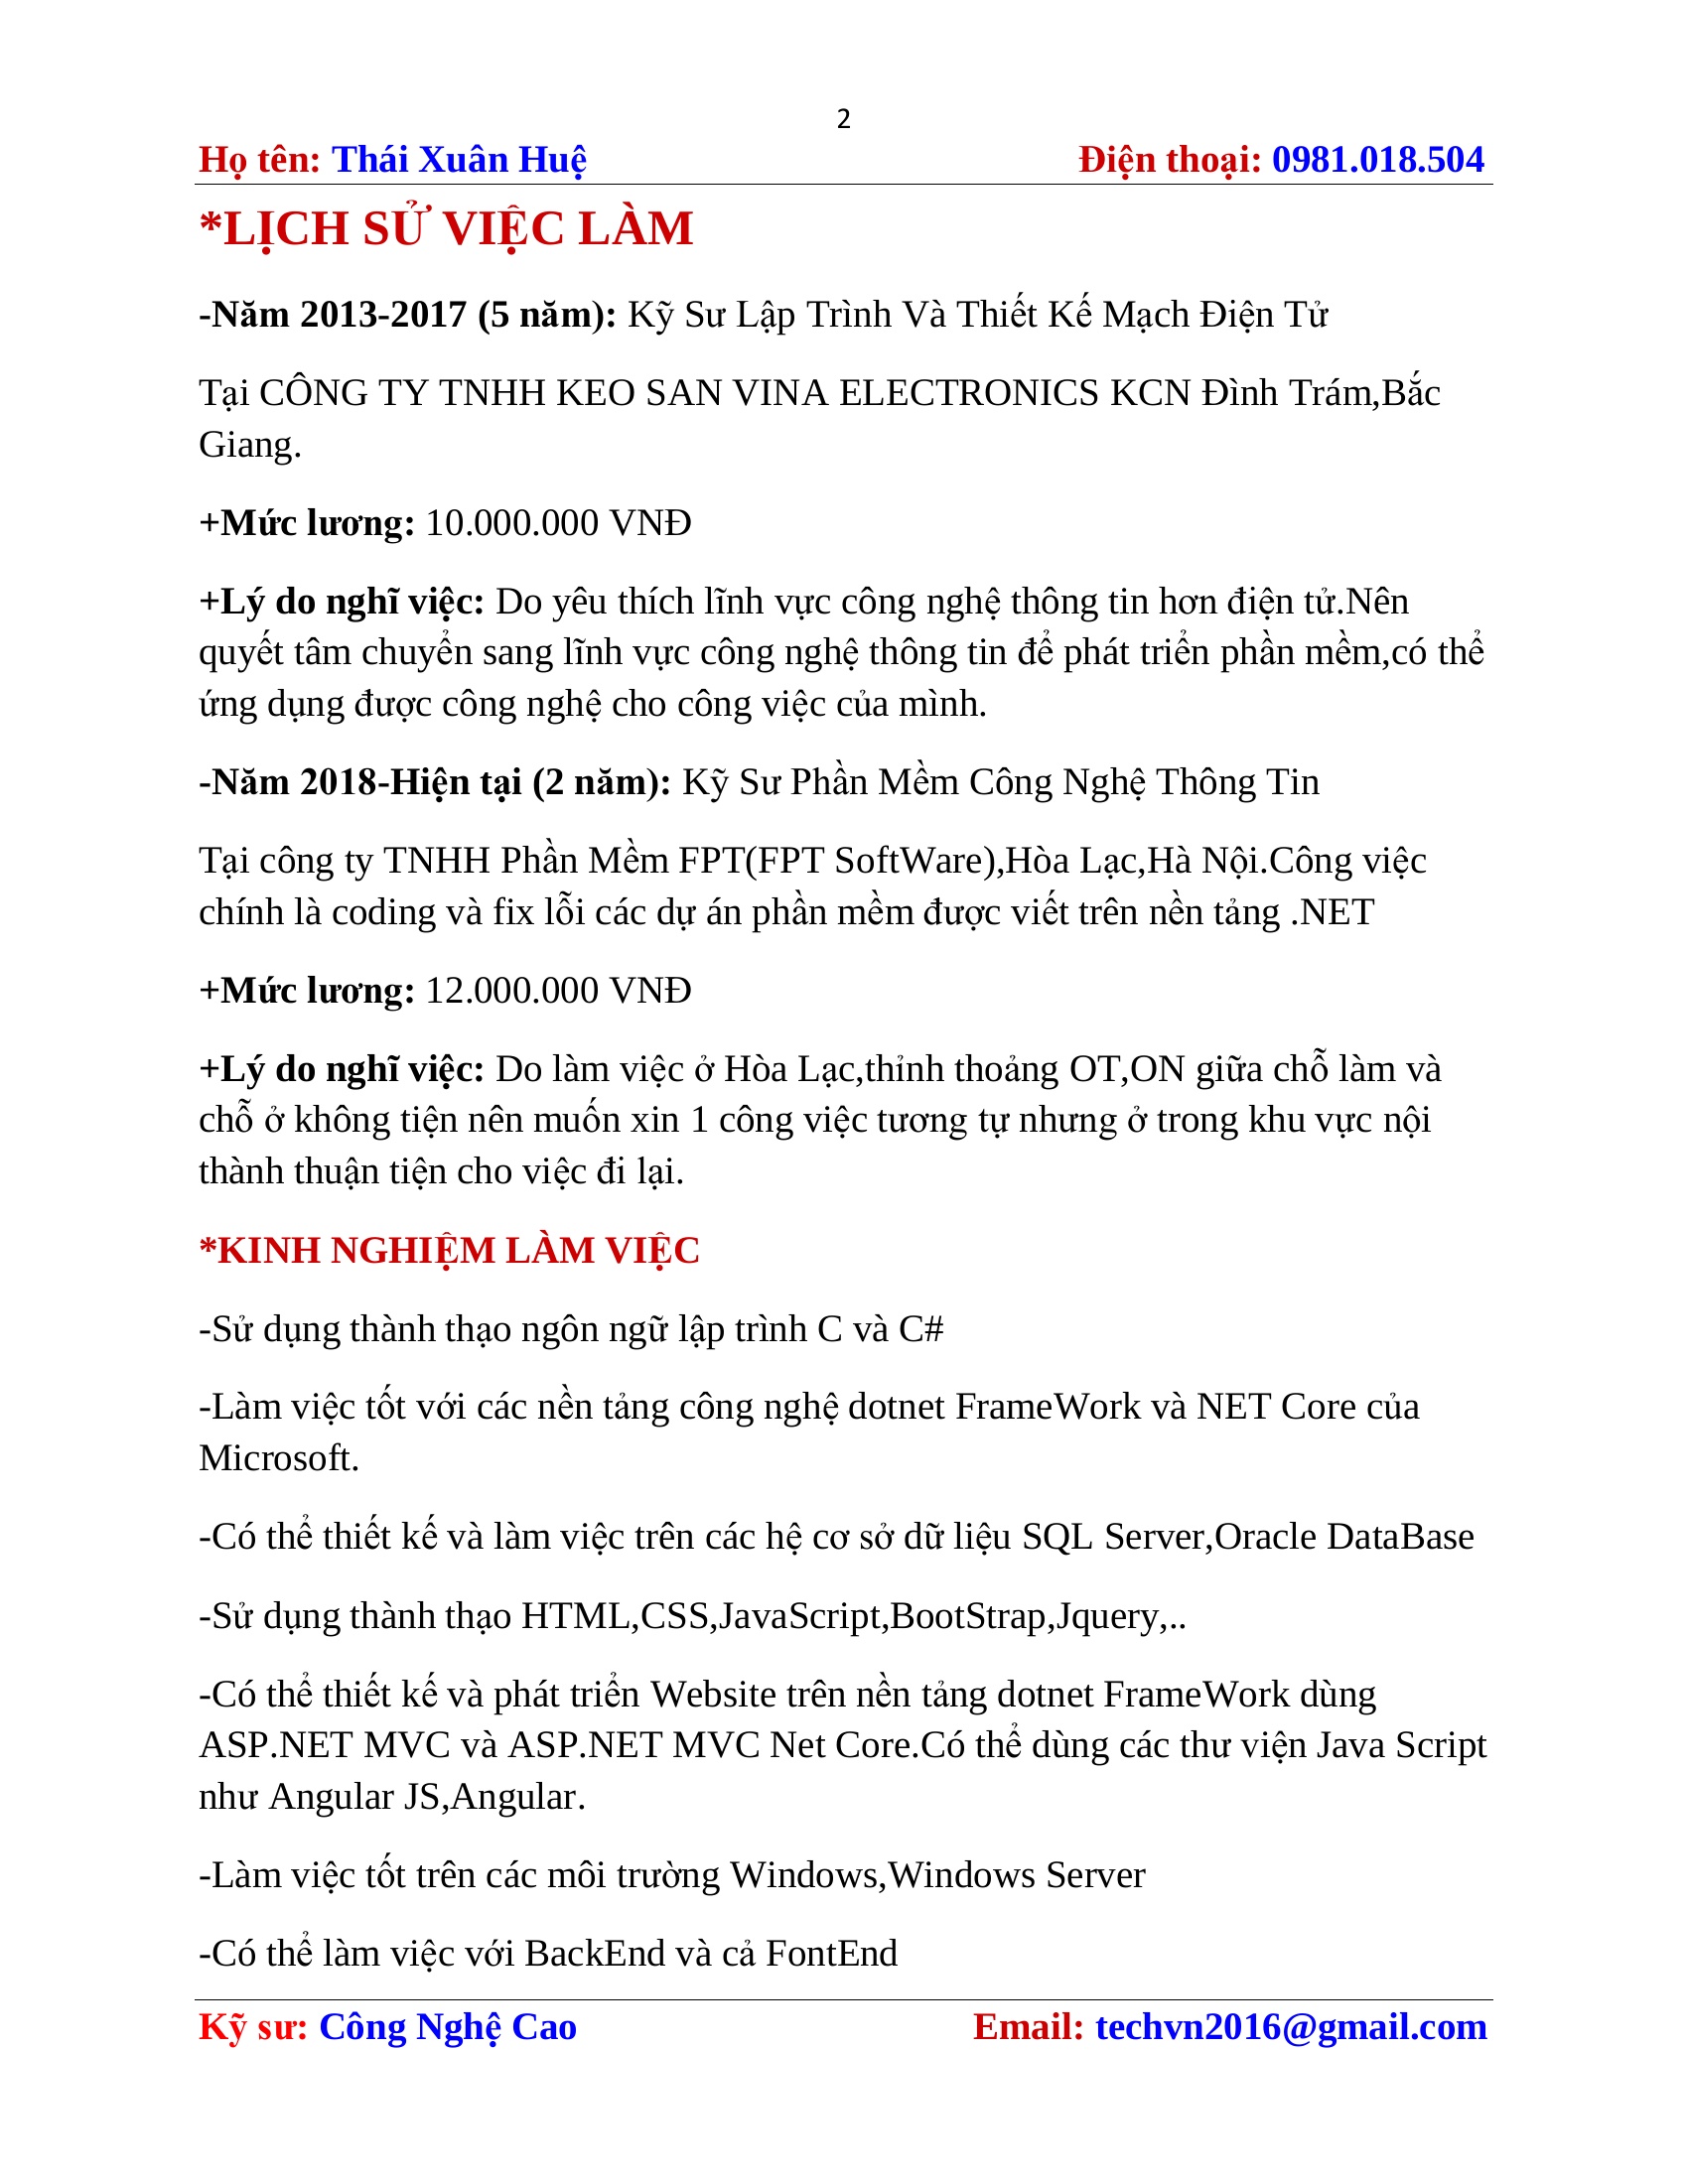 2
Họ tên: Thái Xuân Huệ Điện thoại: 0981.018.504
*LỊCH SỬ VIỆC LÀM
-Năm 2013-2017 (5 năm): Kỹ Sư Lập Trình Và Thiết Kế Mạch Điện Tử
Tại CÔNG TY TNHH KEO SAN VINA ELECTRONICS KCN Đình Trám,Bắc
Giang.
+Mức lương: 10.000.000 VNĐ
+Lý do nghĩ việc: Do yêu thích lĩnh vực công nghệ thông tin hơn điện tử.Nên
quyết tâm chuyển sang lĩnh vực công nghệ thông tin để phát triển phần mềm,có thể
ứng dụng được công nghệ cho công việc của mình.
-Năm 2018-Hiện tại (2 năm): Kỹ Sư Phần Mềm Công Nghệ Thông Tin
Tại công ty TNHH Phần Mềm FPT(FPT SoftWare),Hòa Lạc,Hà Nội.Công việc
chính là coding và fix lỗi các dự án phần mềm được viết trên nền tảng .NET
+Mức lương: 12.000.000 VNĐ
+Lý do nghĩ việc: Do làm việc ở Hòa Lạc,thỉnh thoảng OT,ON giữa chỗ làm và
chỗ ở không tiện nên muốn xin 1 công việc tương tự nhưng ở trong khu vực nội
thành thuận tiện cho việc đi lại.
*KINH NGHIỆM LÀM VIỆC
-Sử dụng thành thạo ngôn ngữ lập trình C và C#
-Làm việc tốt với các nền tảng công nghệ dotnet FrameWork và NET Core của
Microsoft.
-Có thể thiết kế và làm việc trên các hệ cơ sở dữ liệu SQL Server,Oracle DataBase
-Sử dụng thành thạo HTML,CSS,JavaScript,BootStrap,Jquery,..
-Có thể thiết kế và phát triển Website trên nền tảng dotnet FrameWork dùng
ASP.NET MVC và ASP.NET MVC Net Core.Có thể dùng các thư viện Java Script
như Angular JS,Angular.
-Làm việc tốt trên các môi trường Windows,Windows Server
-Có thể làm việc với BackEnd và cả FontEnd
Kỹ sư: Công Nghệ Cao Email: techvn2016@gmail.com